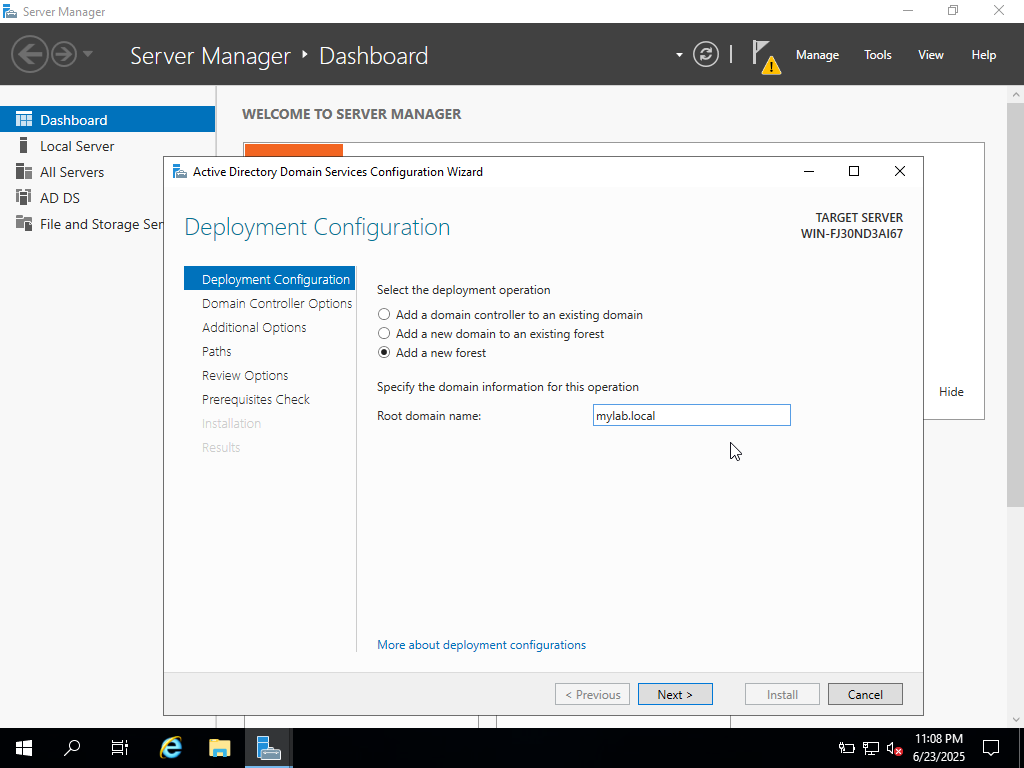 Server Manager
Server Manager
Dashboard
Manage
Tools
View
Help
Dashboard
Local Server
All Servers
AD DS
File and Storage Ser
WELCOME TO SERVER MANAGER
Hide
Active Directory Domain Services Configuration Wizard
Deployment Configuration
TARGET SERVER
WIN-FJ30ND3AI67
Deployment Configuration
Domain Controller Options
Additional Options
Paths
Review Options
Prerequisites Check
Installation
Results
Select the deployment operation
Add a domain controller to an existing domain
Add a new domain to an existing forest
Add a new forest
Specify the domain information for this operation
Root domain name:
mylab.local
More about deployment configurations
< Previous
Next >
Install
Cancel
11:08 PM
6/23/2025